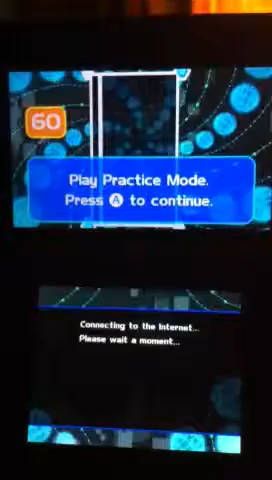 60
Play Practice Mode.
Press A to continue.
Connecting to the Internet...
Please wait a moment...